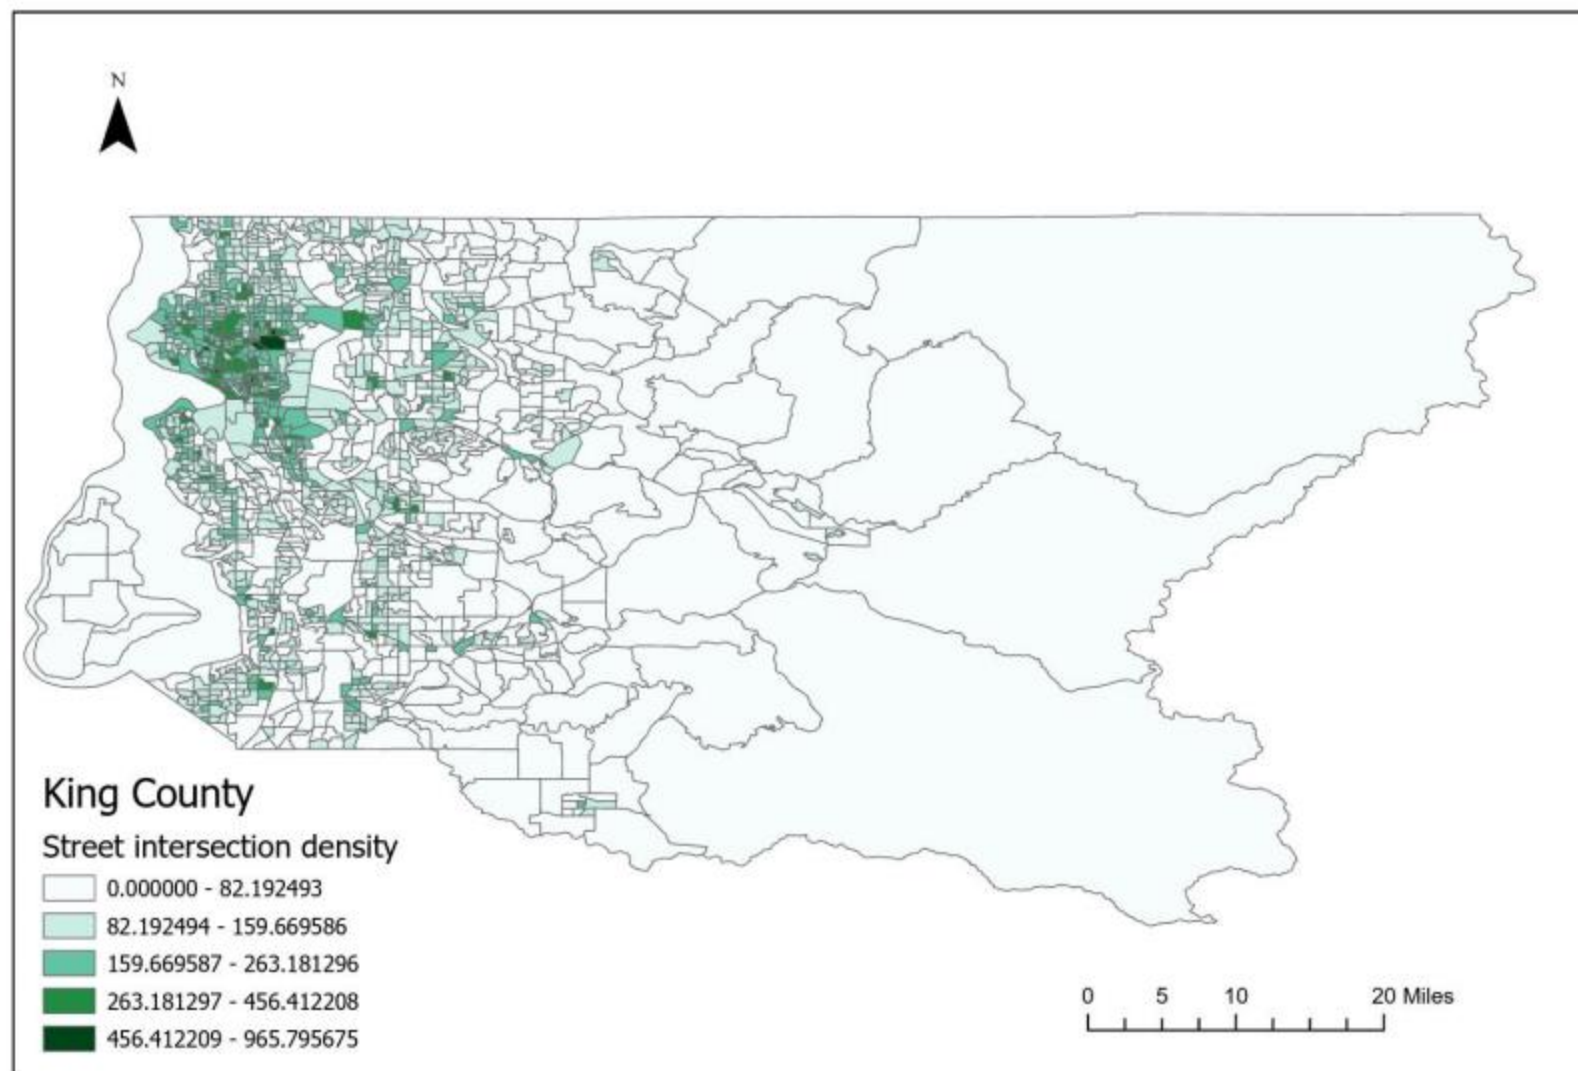 N
King County
Street intersection density
0.000000 - 82.192493
82.192494 - 159.669586
159.669587 - 263.181296
263.181297 - 456.412208
456.412209 - 965.795675
0 5 10 20 Miles